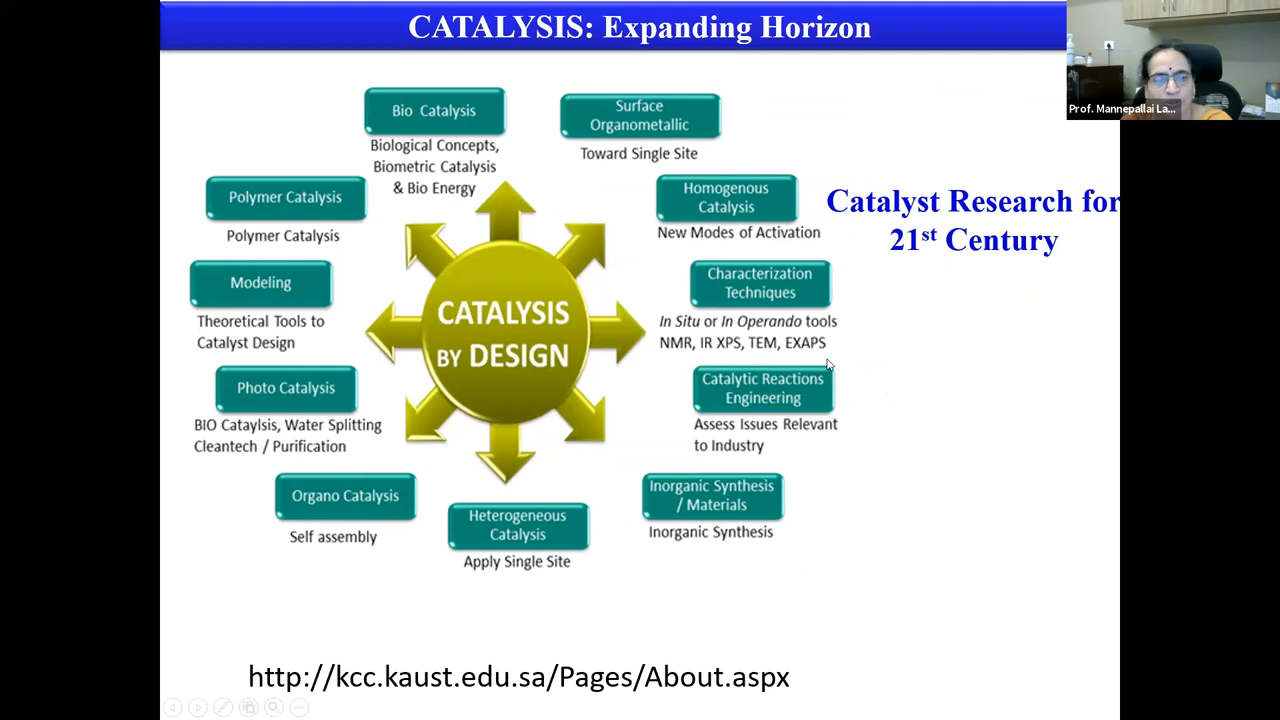 CATALYSIS: Expanding Horizon
Prof. Mannepallai La...
Bio Catalysis
Biological Concepts,
Biometric Catalysis
& Bio Energy
Surface
Organometallic
Toward Single Site
Polymer Catalysis
Polymer Catalysis
Homogenous
Catalysis
New Modes of Activation
Catalyst Research for
21st Century
Modeling
Theoretical Tools to
Catalyst Design
CATALYSIS
BY DESIGN
Characterization
Techniques
In Situ or In Operando tools
NMR, IR XPS, TEM, EXAPS
Photo Catalysis
BIO Cataylsis, Water Splitting
Cleantech / Purification
Catalytic Reactions
Engineering
Assess Issues Relevant
to Industry
Organo Catalysis
Self assembly
Heterogeneous
Catalysis
Apply Single Site
Inorganic Synthesis
/ Materials
Inorganic Synthesis
http://kcc.kaust.edu.sa/Pages/About.aspx